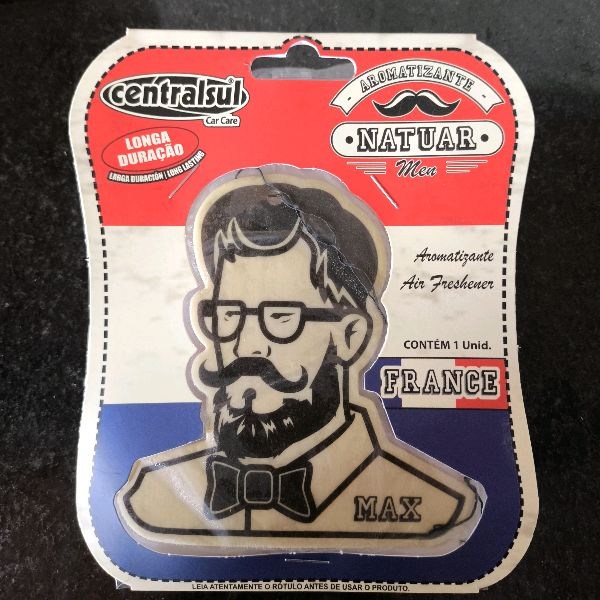 centralsul®
Car Care
LONGA
DURAÇÃO
LARGA DURACIÓN | LONG LASTING
AROMATIZANTE
• NATUAR •
Men
Aromatizante
Air Freshener
CONTÉM 1 Unid.
FRANCE
MAX
LEIA ATENTAMENTE O RÓTULO ANTES DE USAR O PRODUTO.